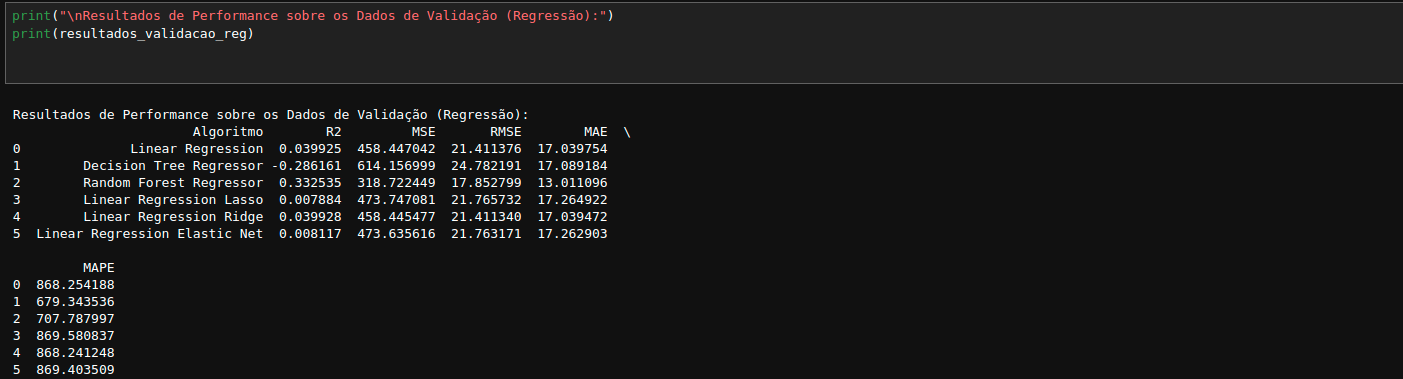 print("\nResultados de Performance sobre os Dados de Validação (Regressão):")
print(resultados_validacao_reg)
Resultados de Performance sobre os Dados de Validação (Regressão):
Algoritmo R2 MSE RMSE MAE \
0 Linear Regression 0.039925 458.447042 21.411376 17.039754
1 Decision Tree Regressor -0.286161 614.156999 24.782191 17.089184
2 Random Forest Regressor 0.332535 318.722449 17.852799 13.011096
3 Linear Regression Lasso 0.007884 473.747081 21.765732 17.264922
4 Linear Regression Ridge 0.039928 458.445477 21.411340 17.039472
5 Linear Regression Elastic Net 0.008117 473.635616 21.763171 17.262903
MAPE
0 868.254188
1 679.343536
2 707.787997
3 869.580837
4 868.241248
5 869.403509